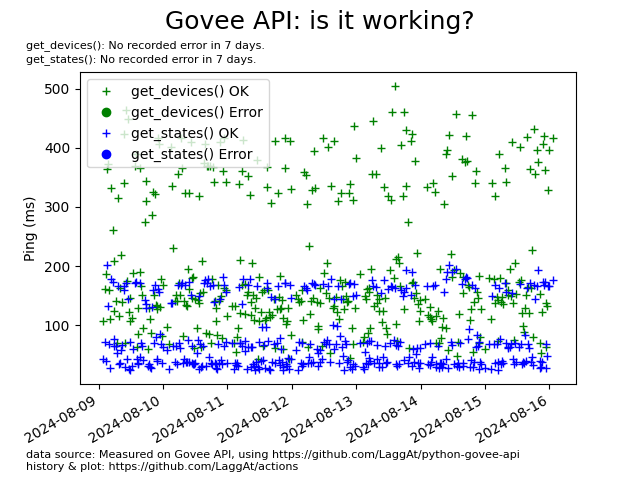 Govee API: is it working?
get_devices(): No recorded error in 7 days.
get_states(): No recorded error in 7 days.
get_devices() OK
get_devices() Error
get_states() OK
get_states() Error
Ping (ms)
500
400
300
200
100
2024-08-09
2024-08-10
2024-08-11
2024-08-12
2024-08-13
2024-08-14
2024-08-15
2024-08-16
data source: Measured on Govee API, using https://github.com/LaggAt/python-govee-api
history & plot: https://github.com/LaggAt/actions